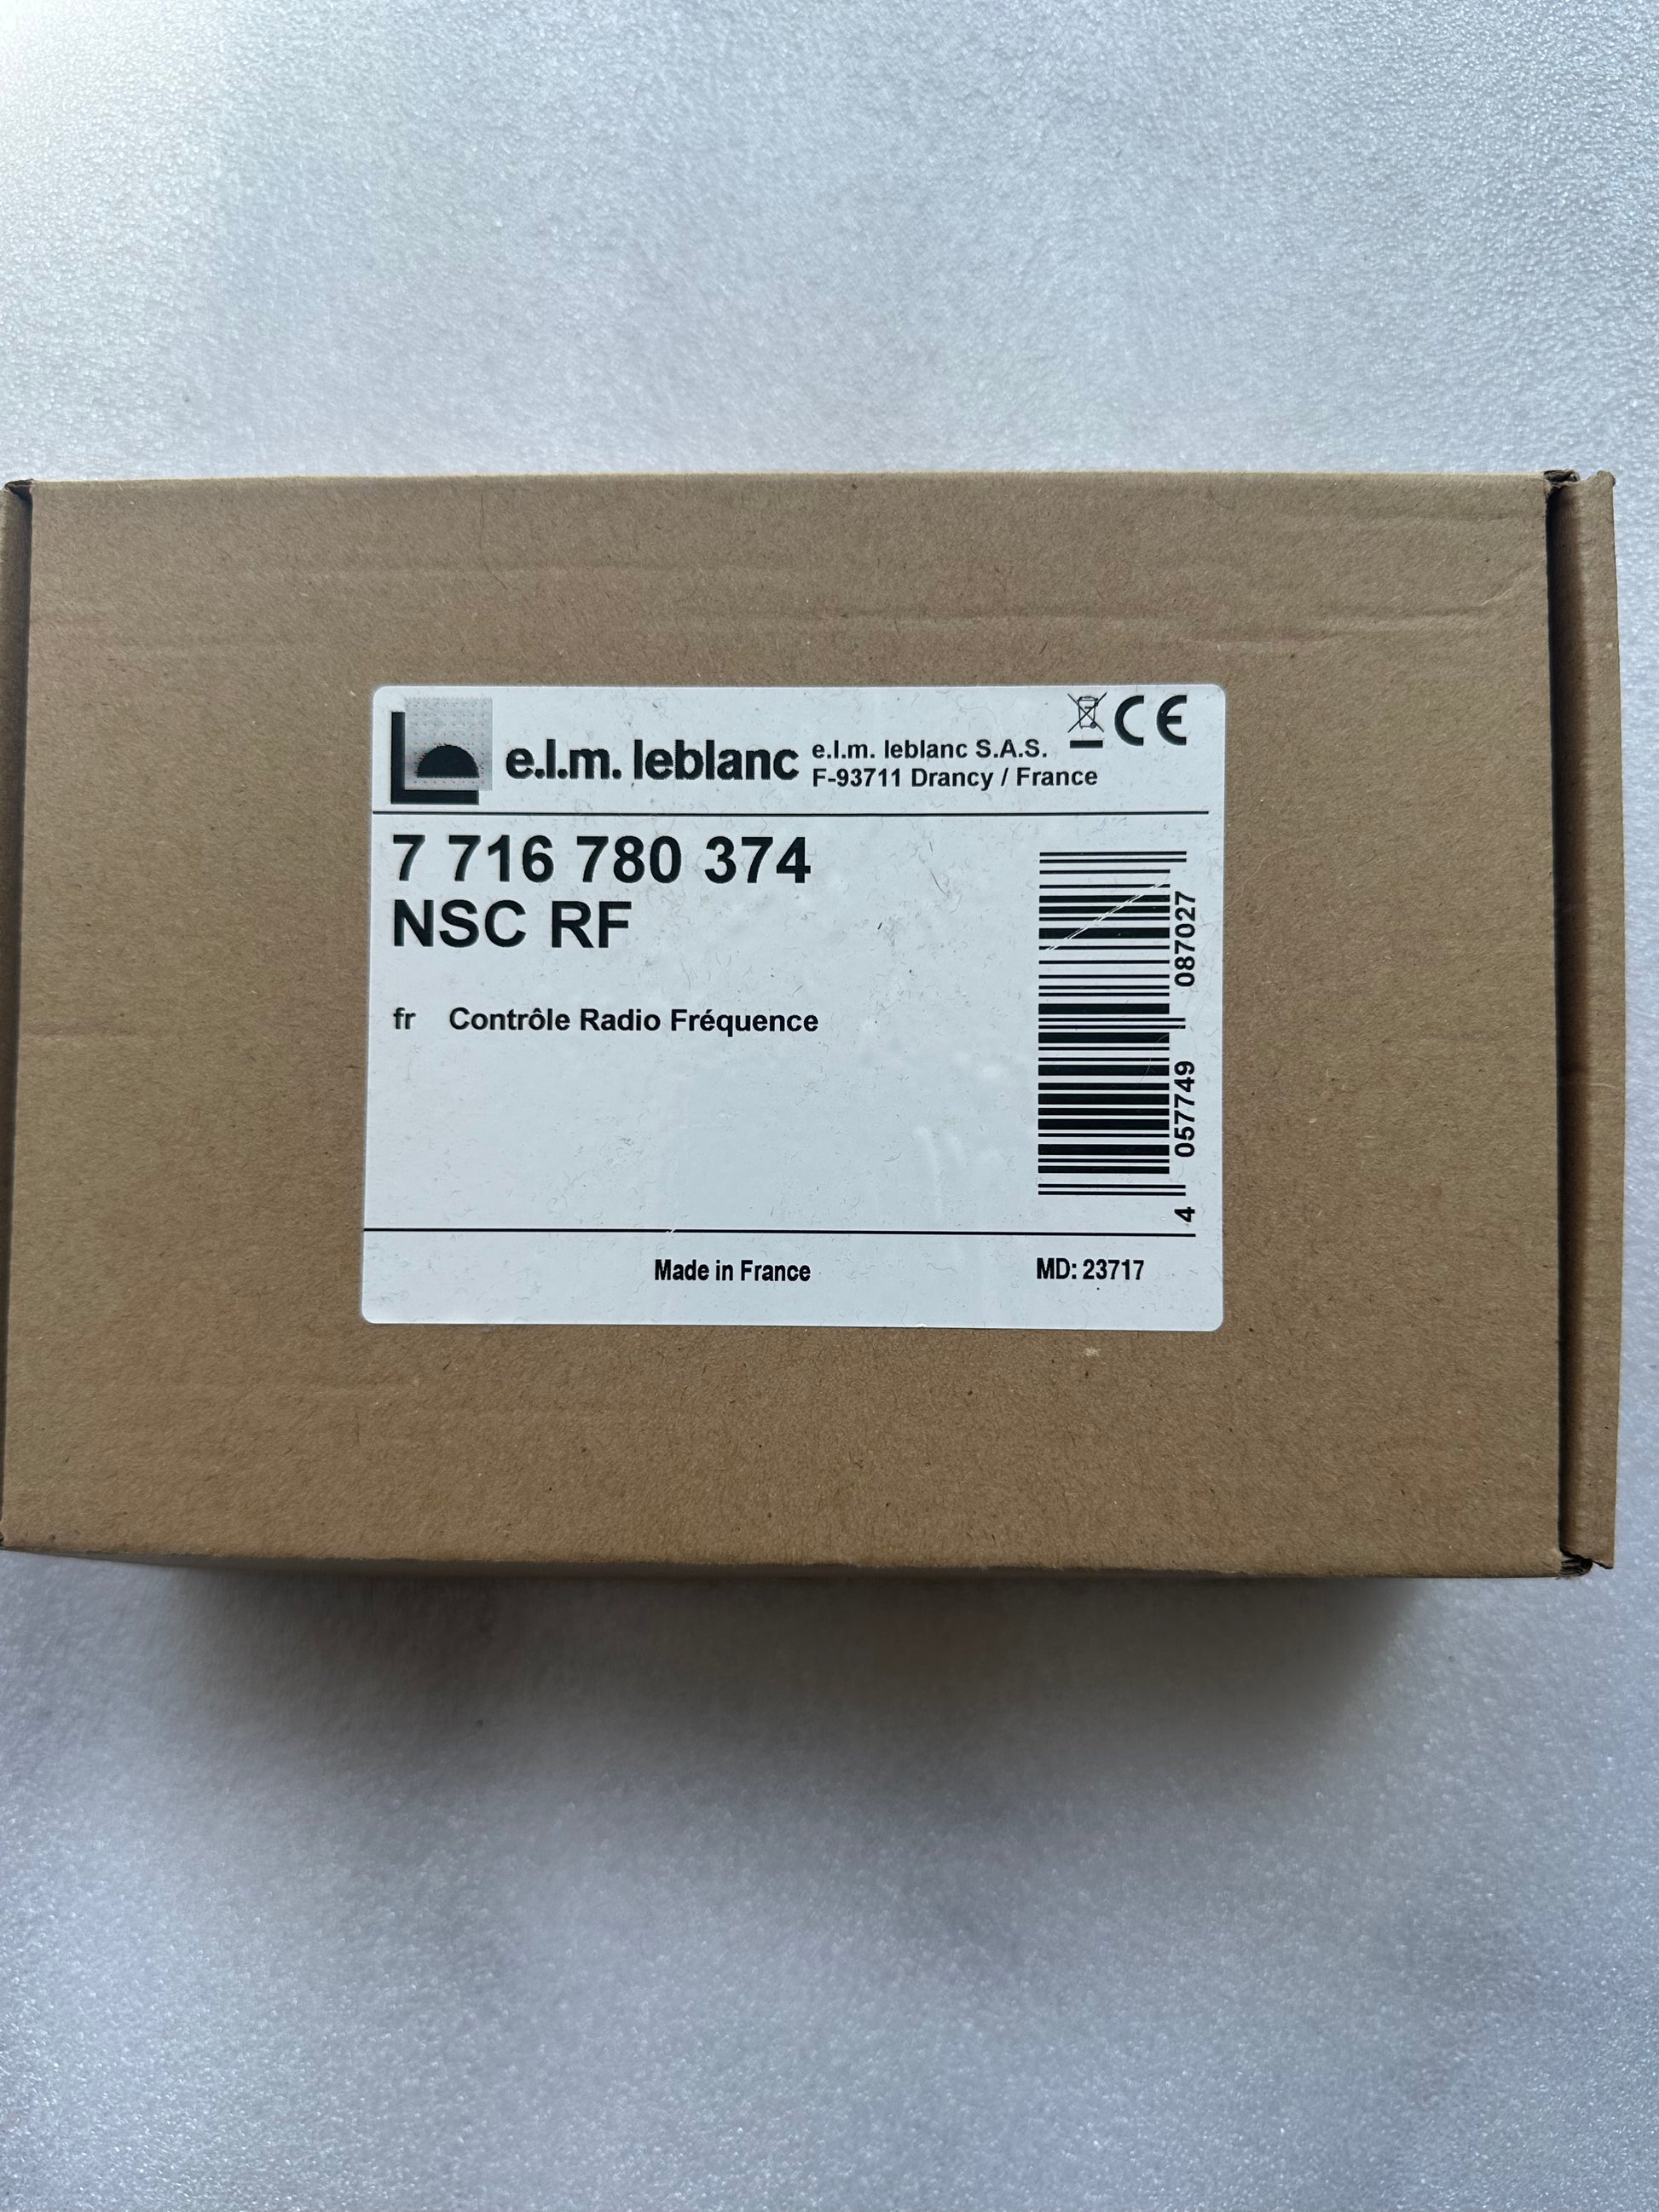 e.l.m. leblanc
e.l.m. leblanc S.A.S.
F-93711 Drancy / France
CE
7 716 780 374
NSC RF
fr Contrôle Radio Fréquence
4 057749 087027
Made in France
MD: 23717